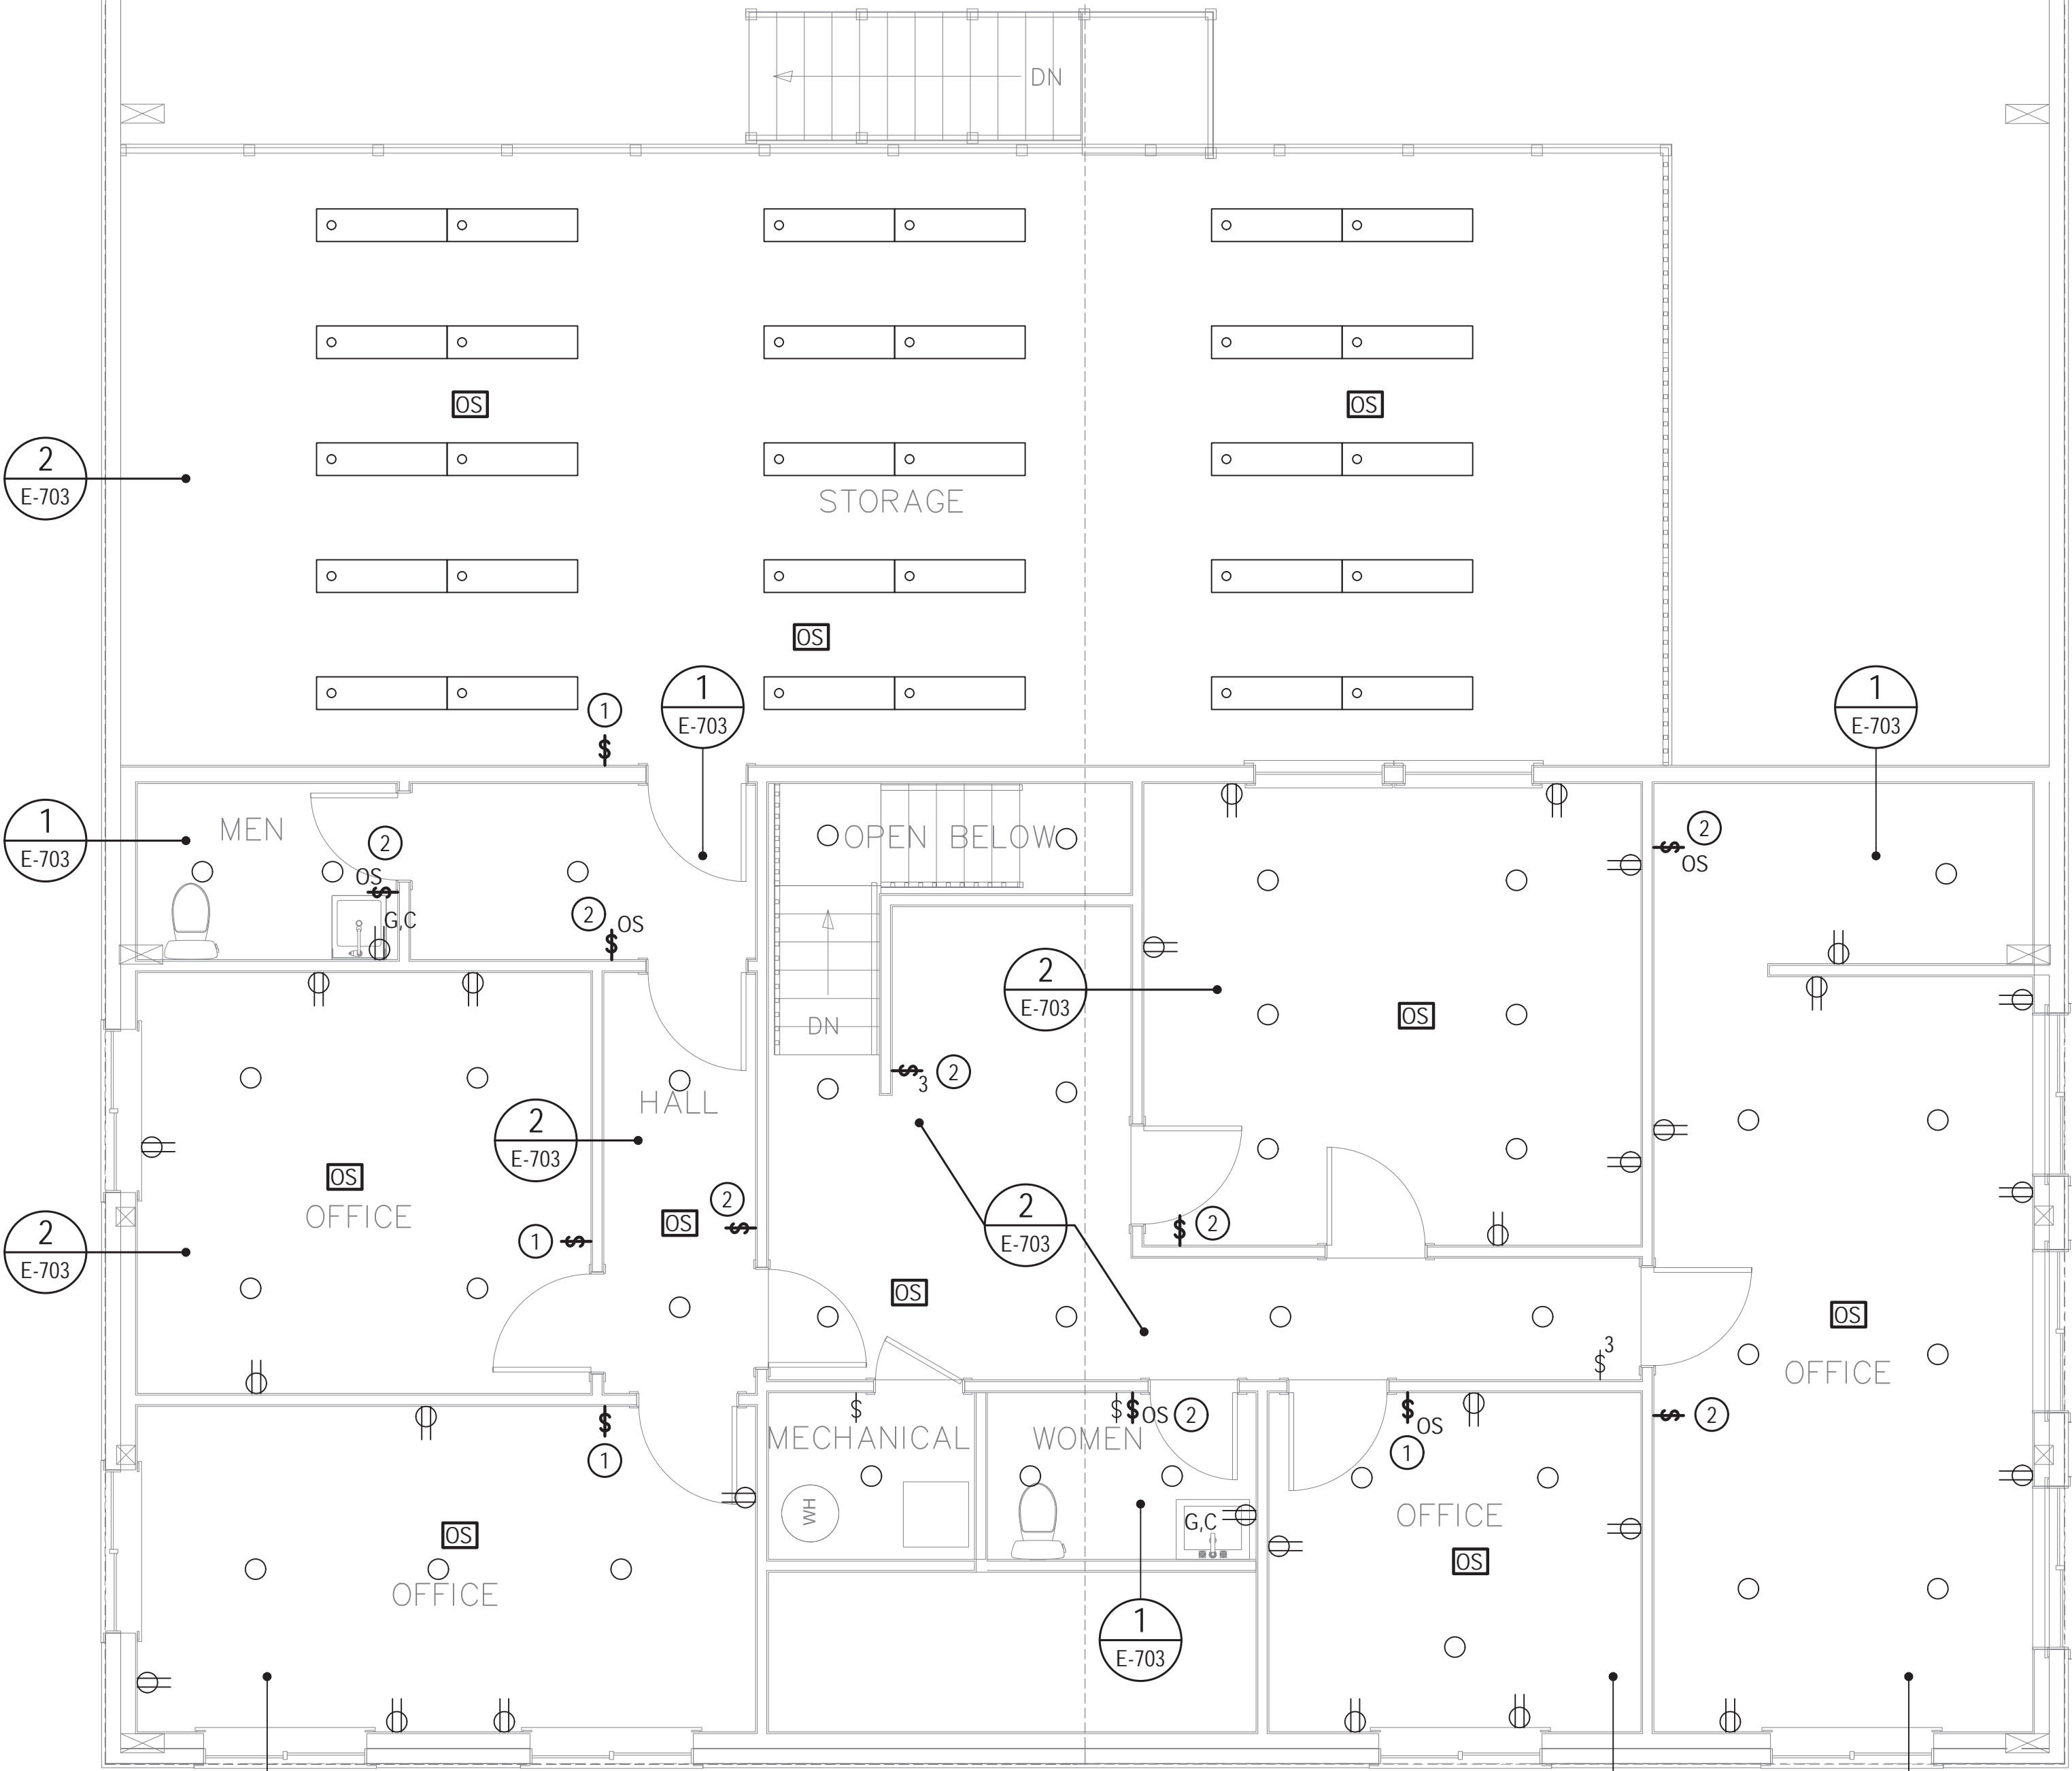 DN
OS
OS
2
E-703
STORAGE
OS
1
1
E-703
1
E-703
$
1
E-703
MEN
OPEN BELOW
2
OS
$
2
$
OS
G,C
2
OS
$
2
E-703
OS
DN
$ 3
2
HALL
2
E-703
OS
OFFICE
2
OS
$
1
$
2
E-703
2
E-703
$
2
OS
OS
OFFICE
$ 3
$
$ $ OS 2
$ OS
$ 2
$
1
MECHANICAL
WOMEN
1
WH
G,C
OFFICE
OS
OS
OFFICE
1
E-703